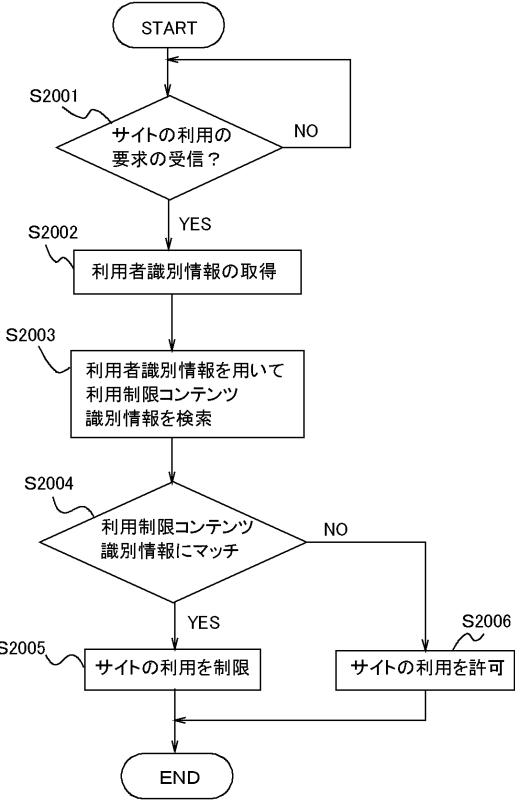 START
S2001
サイトの利用の
要求の受信？
NO
YES
S2002
利用者識別情報の取得
S2003
利用者識別情報を用いて
利用制限コンテンツ
識別情報を検索
S2004
利用制限コンテンツ
識別情報にマッチ
NO
YES
S2005
サイトの利用を制限
S2006
サイトの利用を許可
END